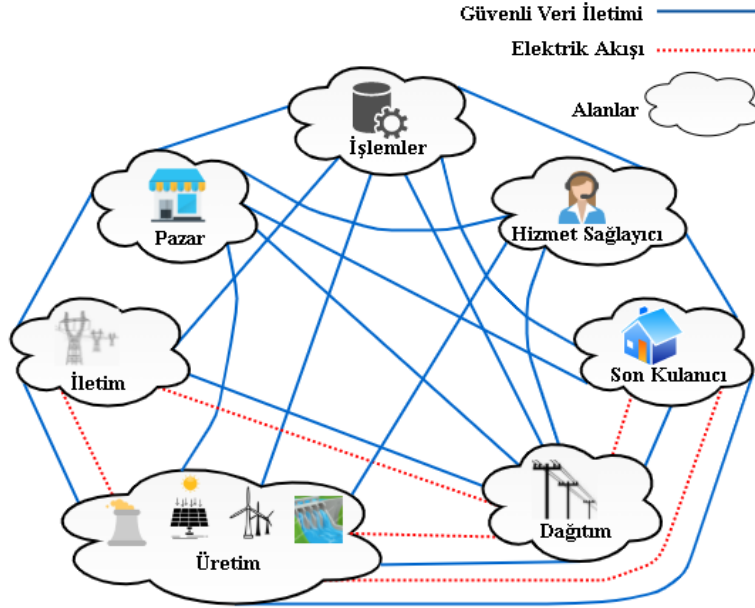 Güvenli Veri İletimi
Elektrik Akışı
Alanlar
İşlemler
Pazar
Hizmet Sağlayıcı
İletim
Son Kulanıcı
Üretim
Dağıtım